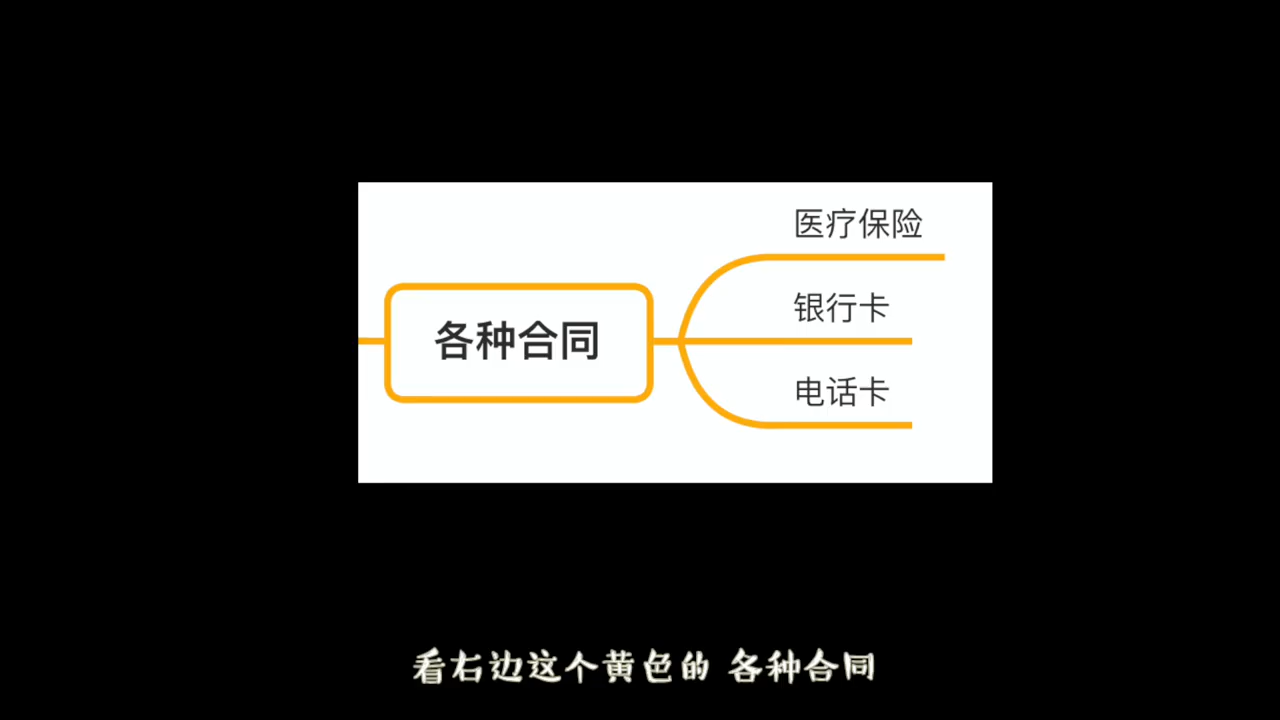 医疗保险
银行卡
各种合同
电话卡
看右边这个黄色的 各种合同